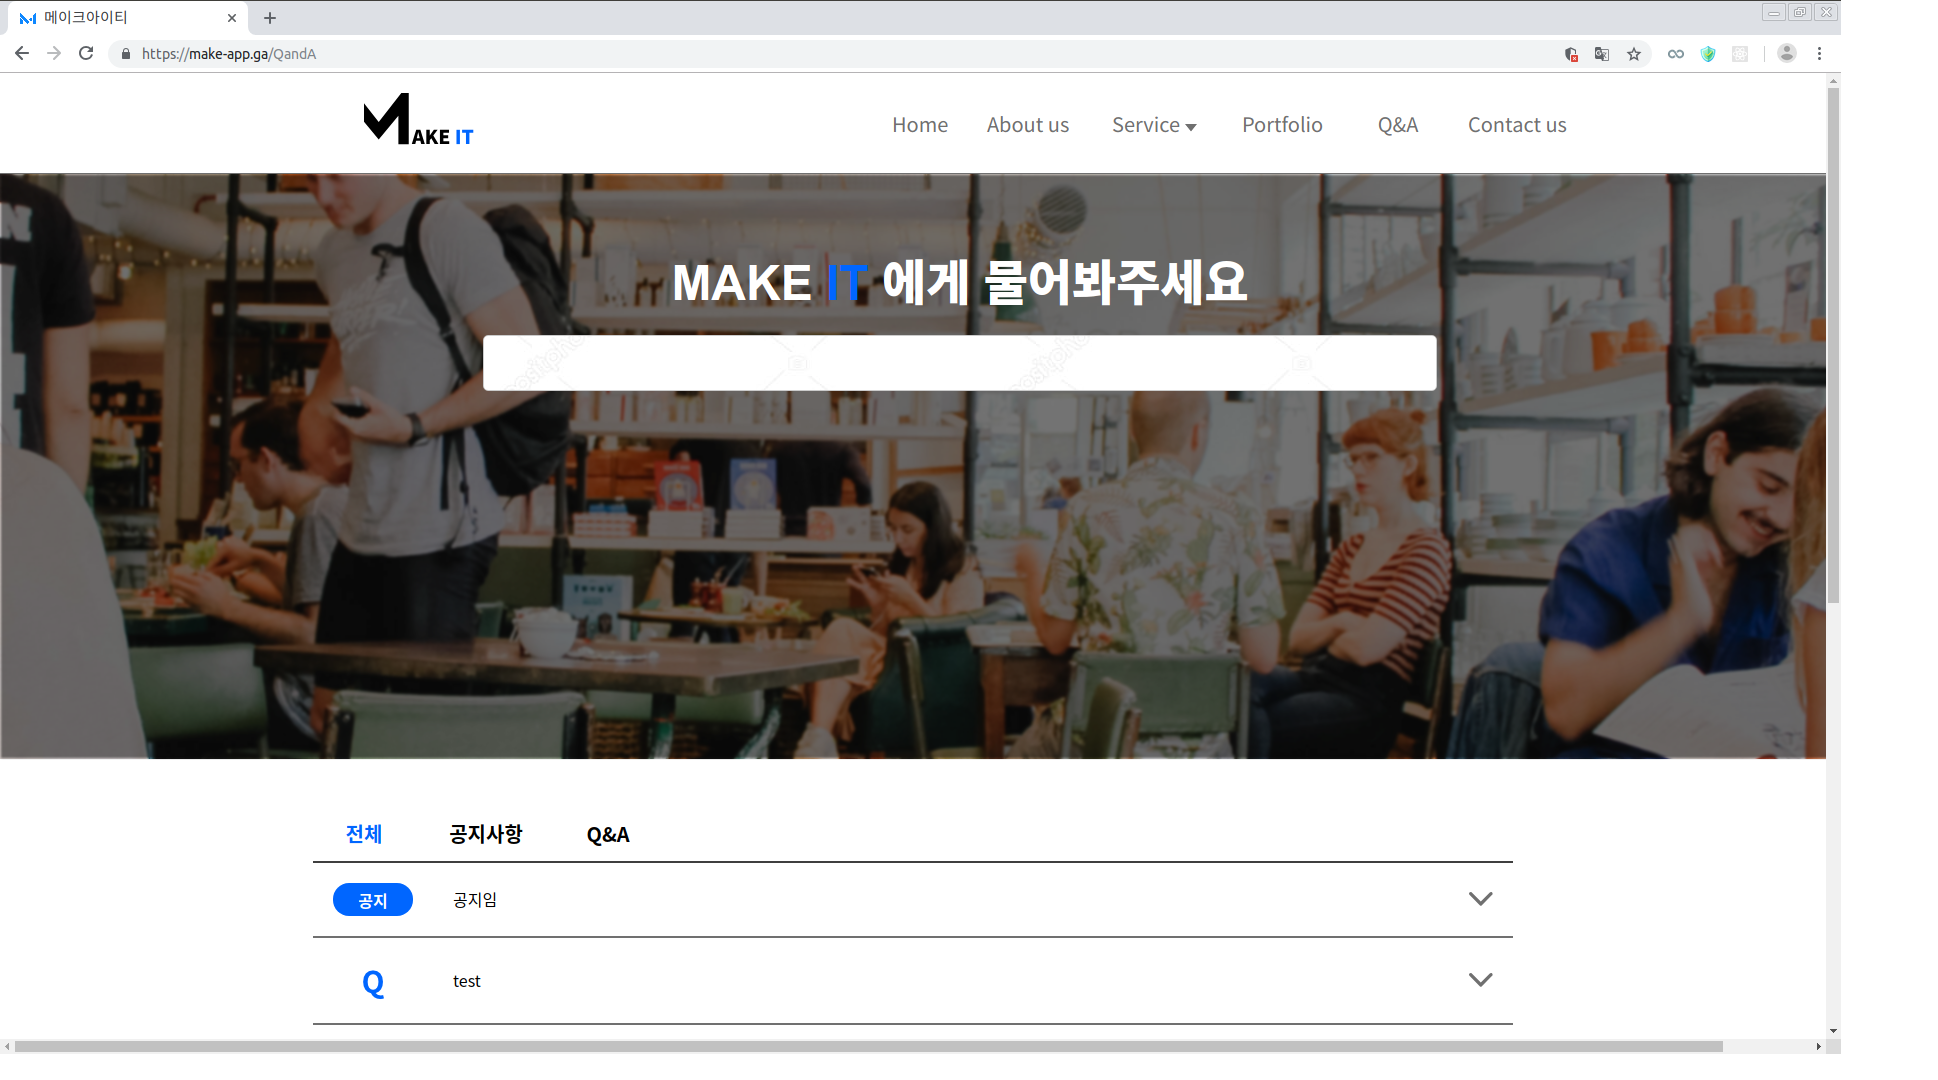 메이크아이티
https://make-app.ga/QandA
MAKE IT
Home About us Service Portfolio Q&A Contact us
MAKE IT 에게 물어봐주세요
전체 공지사항 Q&A
공지 공지임
Q test